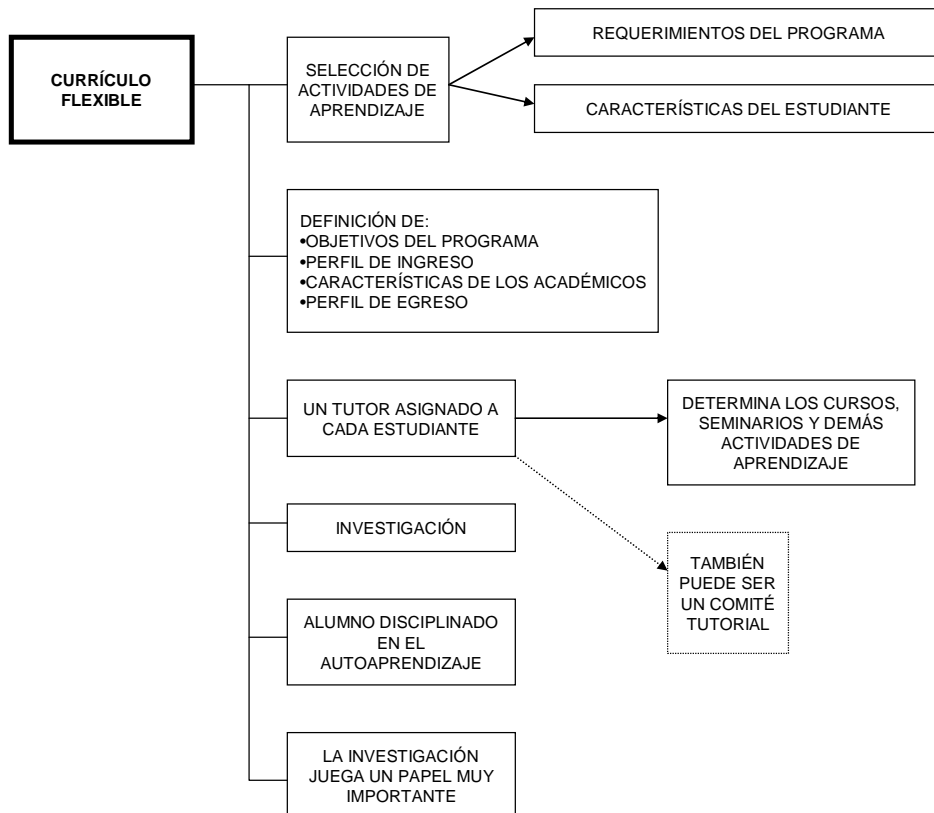 CURRÍCULO
FLEXIBLE
SELECCIÓN DE
ACTIVIDADES DE
APRENDIZAJE
REQUERIMIENTOS DEL PROGRAMA
CARACTERÍSTICAS DEL ESTUDIANTE
DEFINICIÓN DE:
•OBJETIVOS DEL PROGRAMA
•PERFIL DE INGRESO
•CARACTERÍSTICAS DE LOS ACADÉMICOS
•PERFIL DE EGRESO
UN TUTOR ASIGNADO A
CADA ESTUDIANTE
DETERMINA LOS CURSOS,
SEMINARIOS Y DEMÁS
ACTIVIDADES DE
APRENDIZAJE
TAMBIÉN
PUEDE SER
UN COMITÉ
TUTORIAL
INVESTIGACIÓN
ALUMNO DISCIPLINADO
EN EL
AUTOAPRENDIZAJE
LA INVESTIGACIÓN
JUEGA UN PAPEL MUY
IMPORTANTE